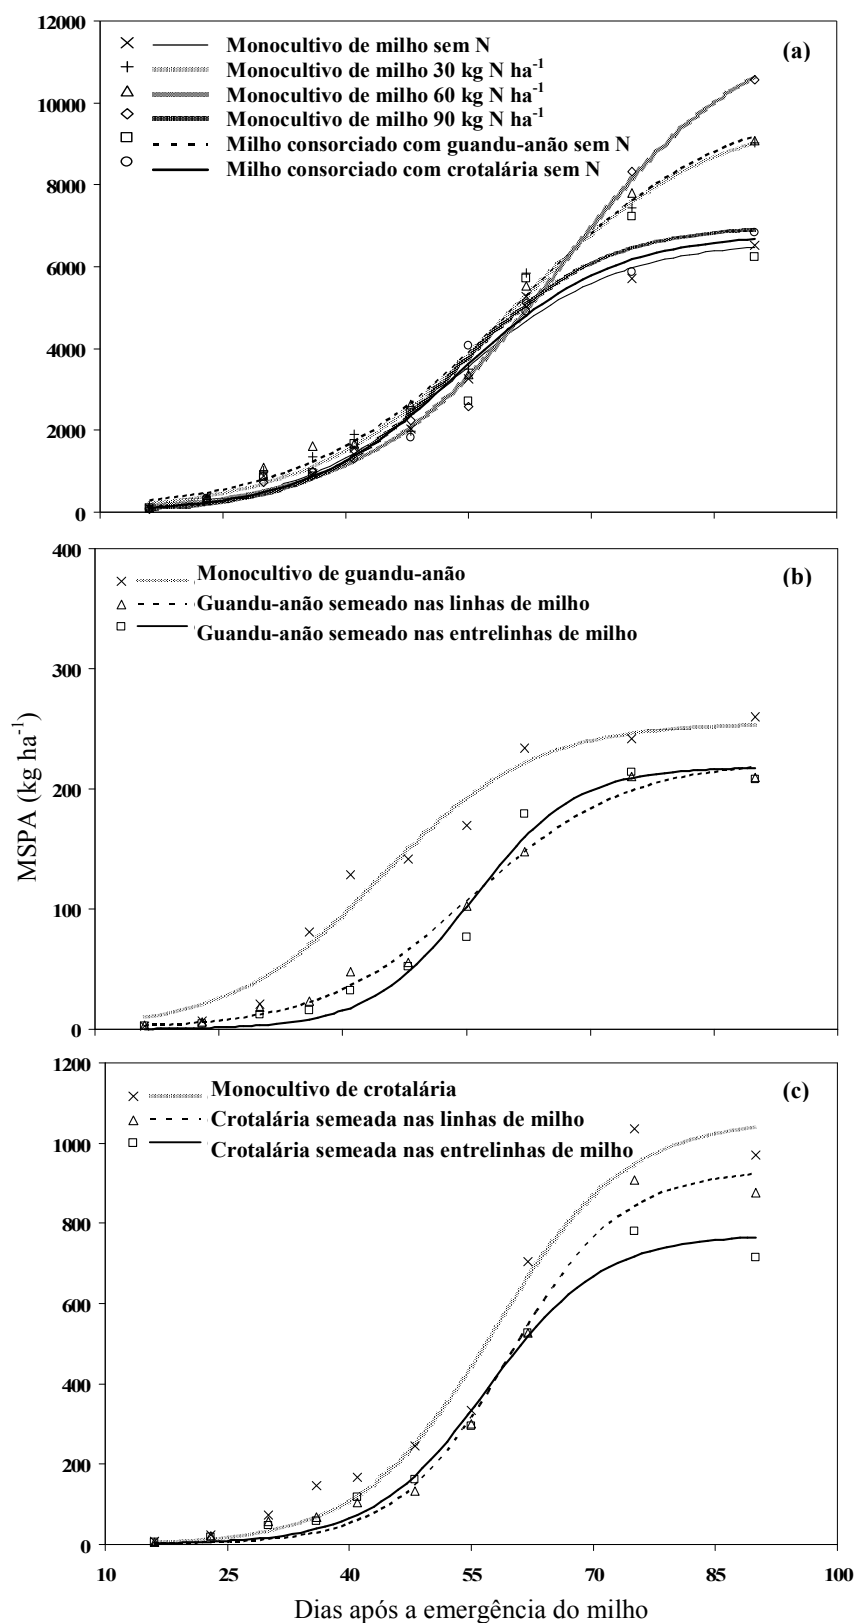 12000
10000
8000
6000
4000
2000
0
(a)
Monocultivo de milho sem N
Monocultivo de milho 30 kg N ha⁻¹
Monocultivo de milho 60 kg N ha⁻¹
Monocultivo de milho 90 kg N ha⁻¹
Milho consorciado com guandu-anão sem N
Milho consorciado com crotalária sem N
MSPA (kg ha⁻¹)
400
300
200
100
0
(b)
Monocultivo de guandu-anão
Guandu-anão semeado nas linhas de milho
Guandu-anão semeado nas entrelinhas de milho
1200
1000
800
600
400
200
0
(c)
Monocultivo de crotalária
Crotalária semeada nas linhas de milho
Crotalária semeada nas entrelinhas de milho
10 25 40 55 70 85 100
Dias após a emergência do milho